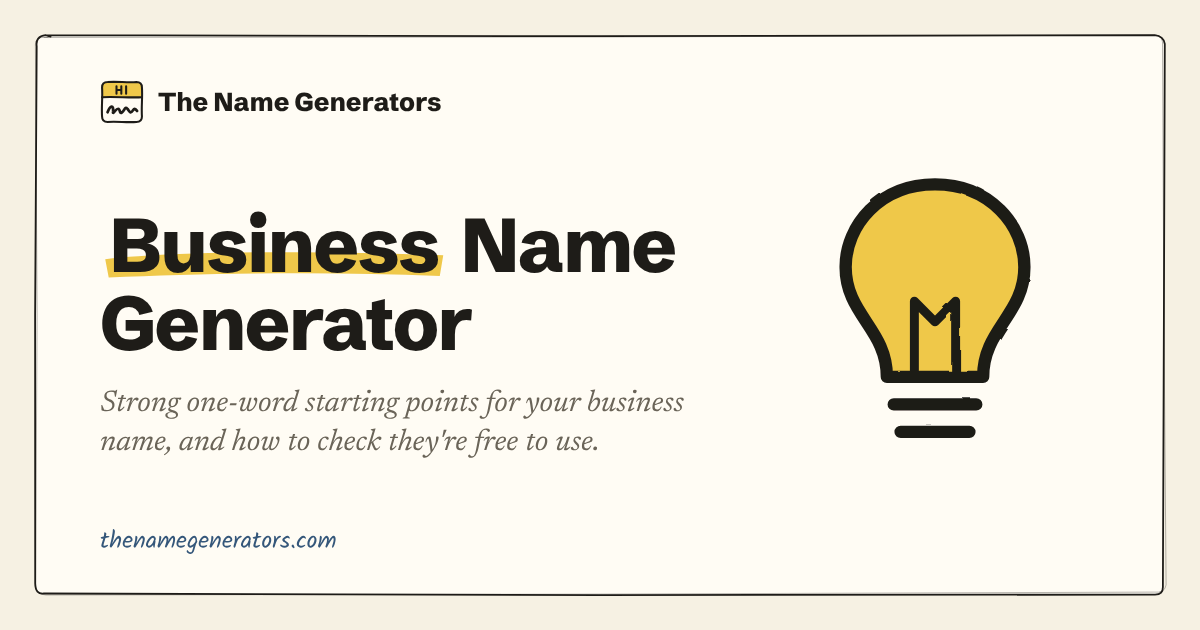 HI
The Name Generators
Business Name
Generator
Strong one-word starting points for your business
name, and how to check they're free to use.
thenamegenerators.com